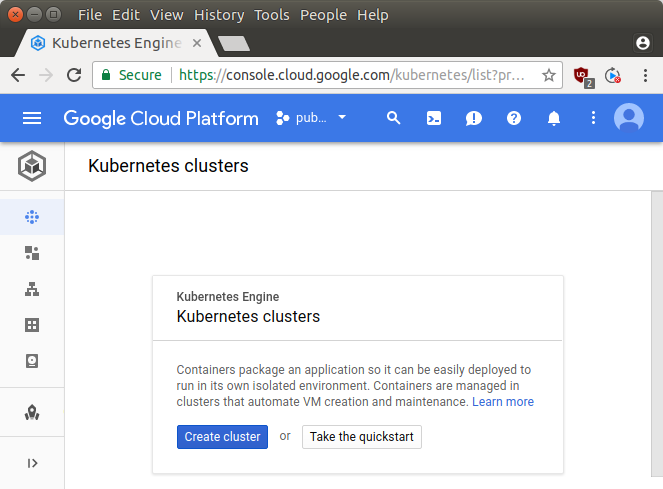 File Edit View History Tools People Help
Kubernetes Engine
Secure https://console.cloud.google.com/kubernetes/list?pr...
2
Google Cloud Platform pub...
Kubernetes clusters
Kubernetes Engine
Kubernetes clusters
Containers package an application so it can be easily deployed to
run in its own isolated environment. Containers are managed in
clusters that automate VM creation and maintenance. Learn more
Create cluster or Take the quickstart